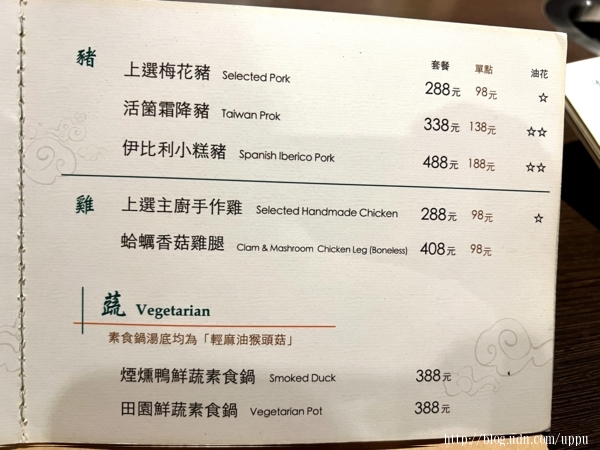 豬
套餐 單點 油花
上選梅花豬 Selected Pork 288元 98元 ☆
活菌霜降豬 Taiwan Prok 338元 138元 ☆☆
伊比利小糕豬 Spanish Iberico Pork 488元 188元 ☆☆
雞
上選主廚手作雞 Selected Handmade Chicken 288元 98元 ☆
蛤蠣香菇雞腿 Clam & Mashroom Chicken Leg (Boneless) 408元 98元
蔬 Vegetarian
素食鍋湯底均為「輕麻油猴頭菇」
煙燻鴨鮮蔬素食鍋 Smoked Duck 388元
田園鮮蔬素食鍋 Vegetarian Pot 388元
http://blog.udn.com/uppu